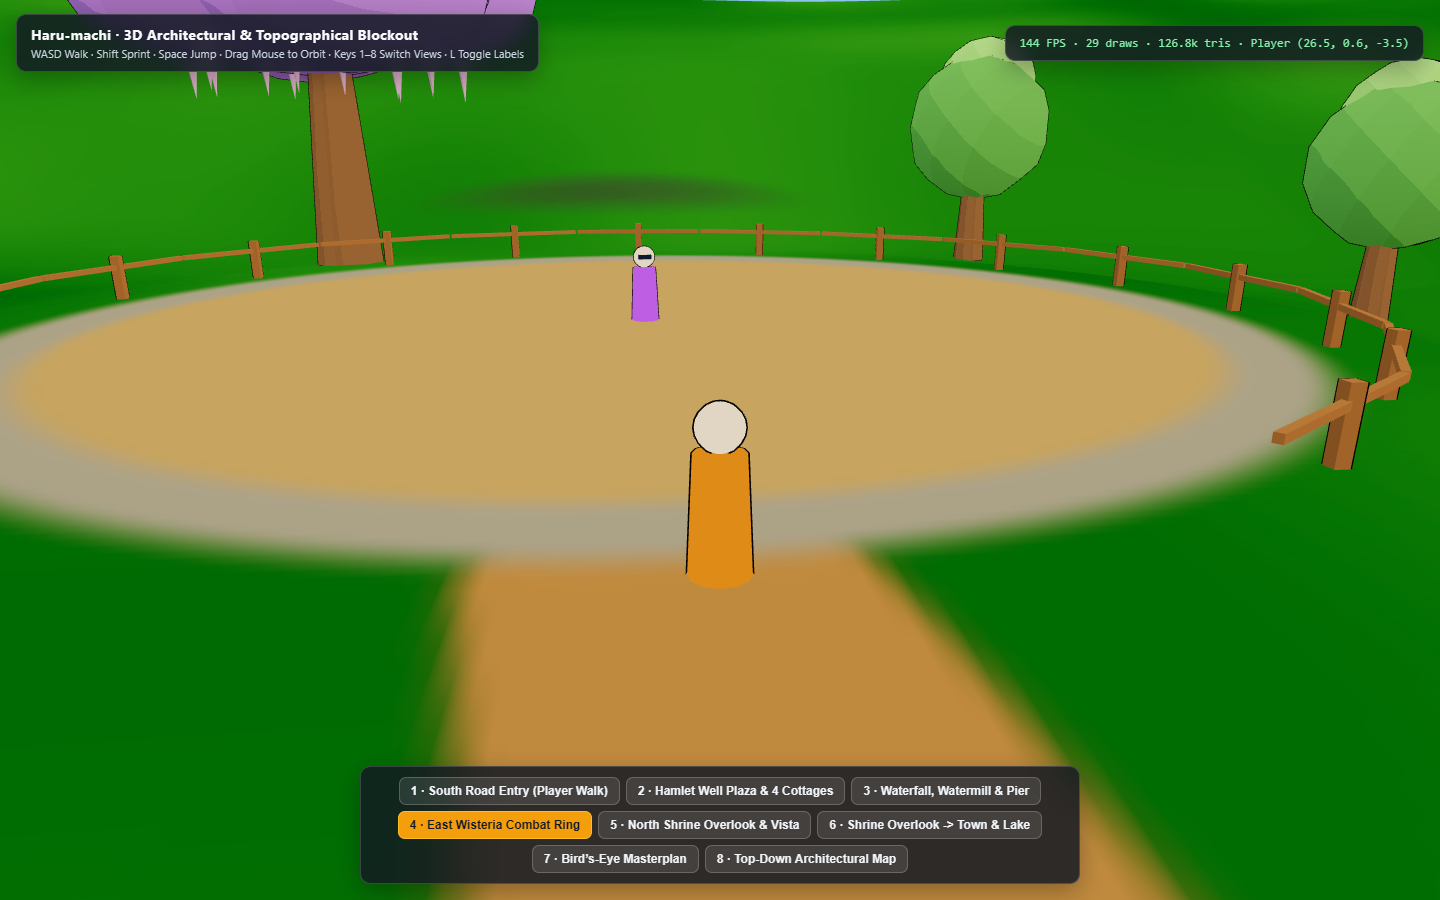 Haru-machi · 3D Architectural & Topographical Blockout
WASD Walk · Shift Sprint · Space Jump · Drag Mouse to Orbit · Keys 1–8 Switch Views · L Toggle Labels
144 FPS · 29 draws · 126.8k tris · Player (26.5, 0.6, -3.5)
1 · South Road Entry (Player Walk)
2 · Hamlet Well Plaza & 4 Cottages
3 · Waterfall, Watermill & Pier
4 · East Wisteria Combat Ring
5 · North Shrine Overlook & Vista
6 · Shrine Overlook -> Town & Lake
7 · Bird's-Eye Masterplan
8 · Top-Down Architectural Map